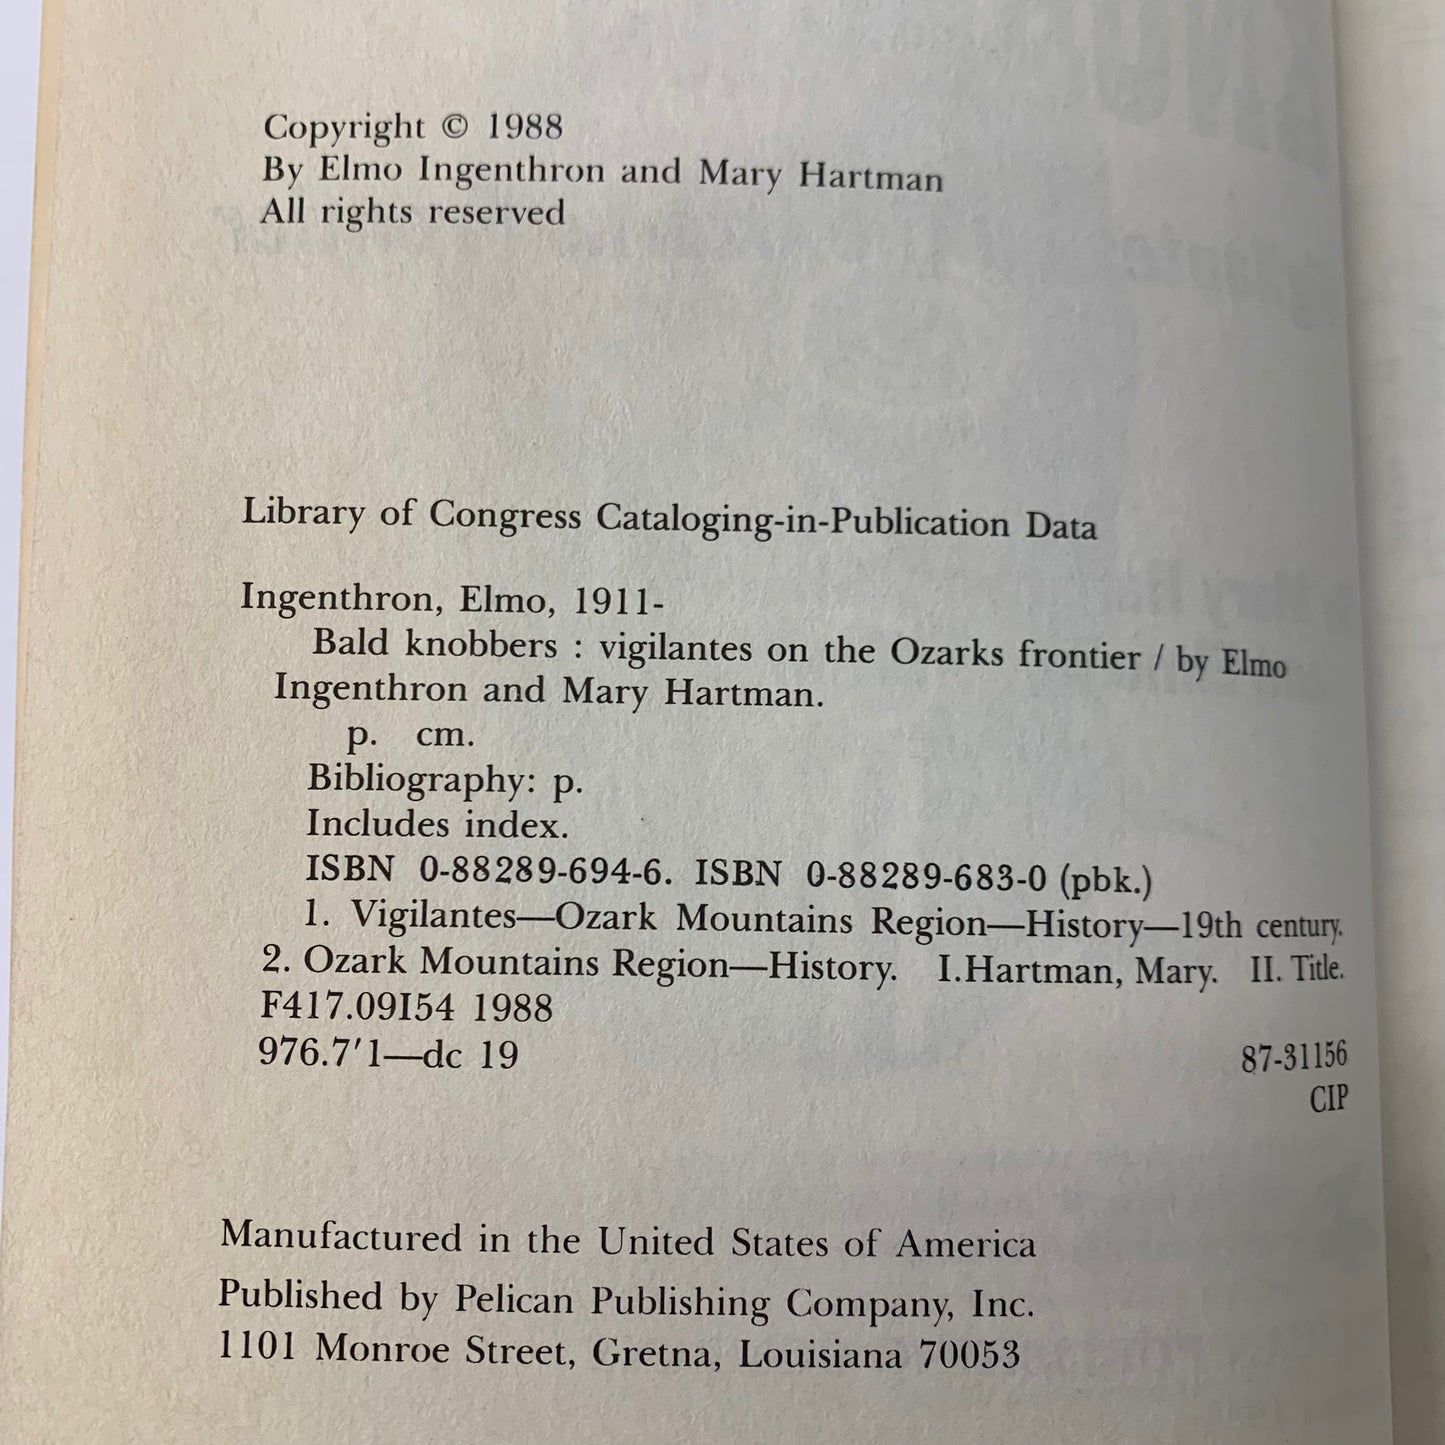 Copyright © 1988
By Elmo Ingenthron and Mary Hartman
All rights reserved
Library of Congress Cataloging-in-Publication Data
Ingenthron, Elmo, 1911-
Bald knobbers : vigilantes on the Ozarks frontier / by Elmo
Ingenthron and Mary Hartman.
p. cm.
Bibliography: p.
Includes index.
ISBN 0-88289-694-6. ISBN 0-88289-683-0 (pbk.)
1. Vigilantes—Ozark Mountains Region—History—19th century.
2. Ozark Mountains Region—History. I.Hartman, Mary. II. Title.
F417.09I54 1988
976.7′1—dc 19 87-31156
CIP
Manufactured in the United States of America
Published by Pelican Publishing Company, Inc.
1101 Monroe Street, Gretna, Louisiana 70053